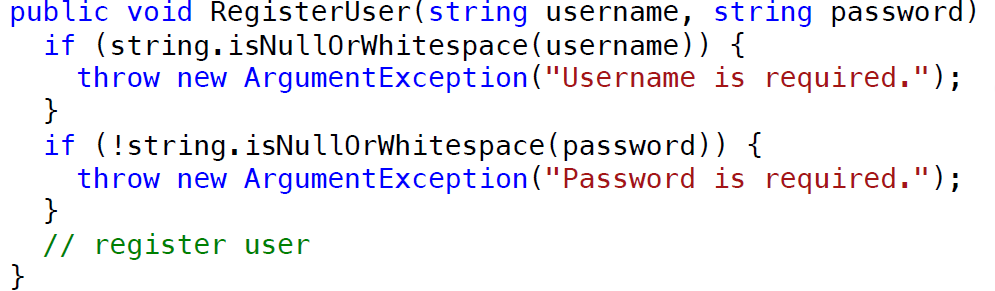 public void RegisterUser(string username, string password)
  if (string.isNullOrWhitespace(username)) {
    throw new ArgumentException("Username is required.");
  }
  if (!string.isNullOrWhitespace(password)) {
    throw new ArgumentException("Password is required.");
  }
  // register user
}